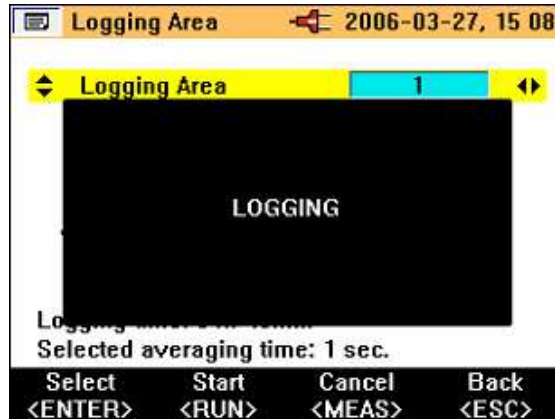 Logging Area 2006-03-27, 15 08
Logging Area 1
LOGGING
Selected averaging time: 1 sec.
Select Start Cancel Back
<ENTER> <RUN> <MEAS> <ESC>